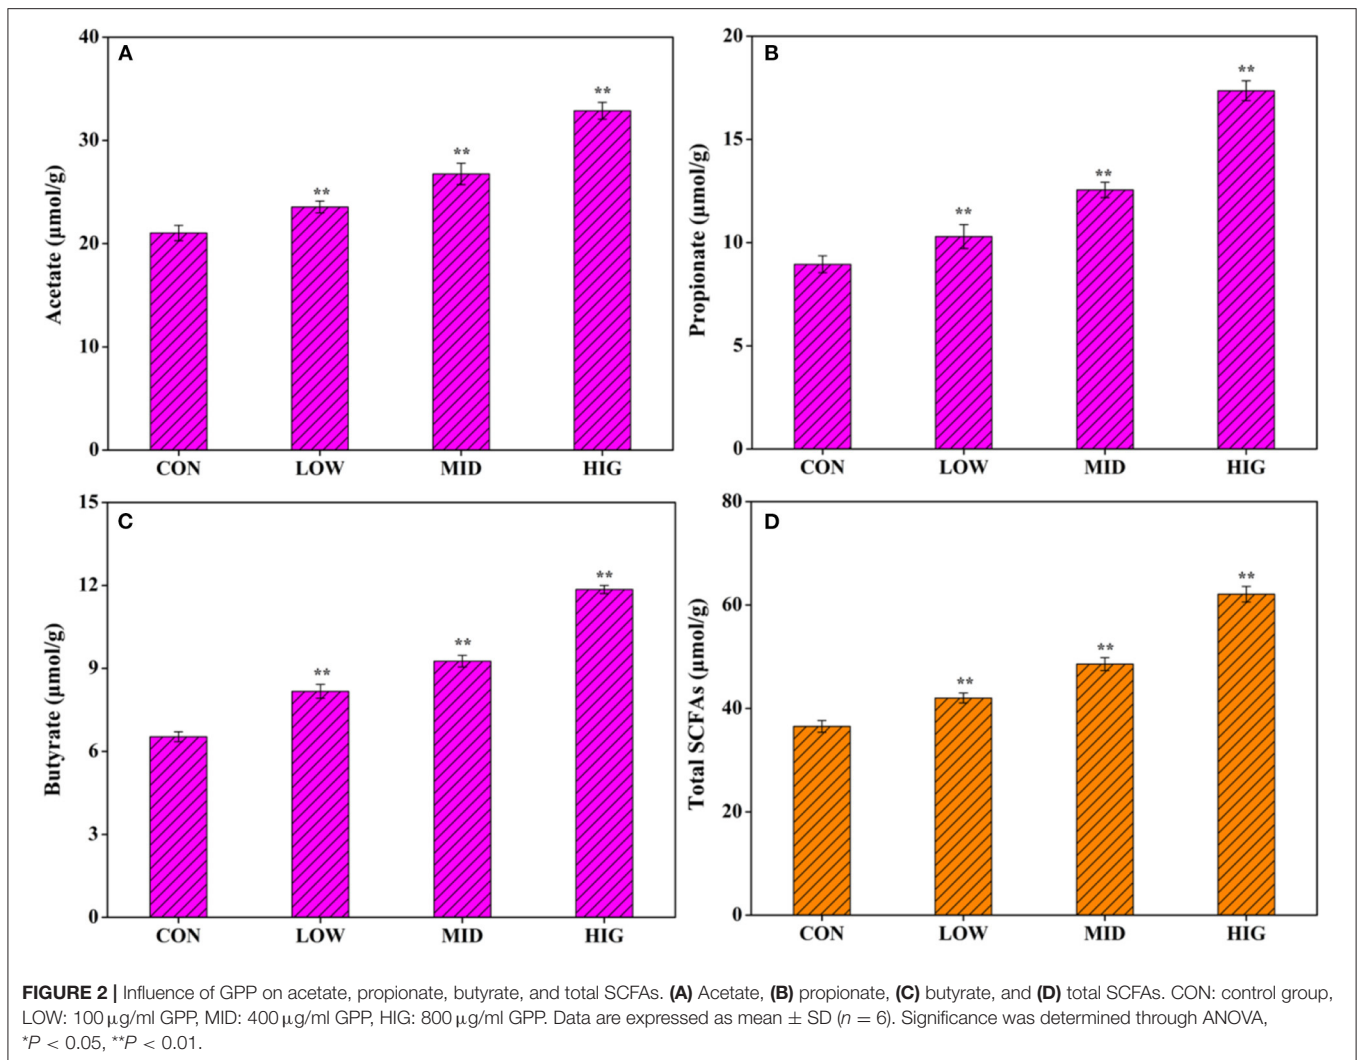 A
Acetate (μmol/g)
40
30
20
10
0
**
**
**
CON LOW MID HIG
B
Propionate (μmol/g)
20
15
10
5
0
**
**
**
CON LOW MID HIG
C
Butyrate (μmol/g)
15
12
9
6
3
0
**
**
**
CON LOW MID HIG
D
Total SCFAs (μmol/g)
80
60
40
20
0
**
**
**
CON LOW MID HIG
FIGURE 2 | Influence of GPP on acetate, propionate, butyrate, and total SCFAs. (A) Acetate, (B) propionate, (C) butyrate, and (D) total SCFAs. CON: control group,
LOW: 100 μg/ml GPP, MID: 400 μg/ml GPP, HIG: 800 μg/ml GPP. Data are expressed as mean ± SD (n = 6). Significance was determined through ANOVA,
*P < 0.05, **P < 0.01.